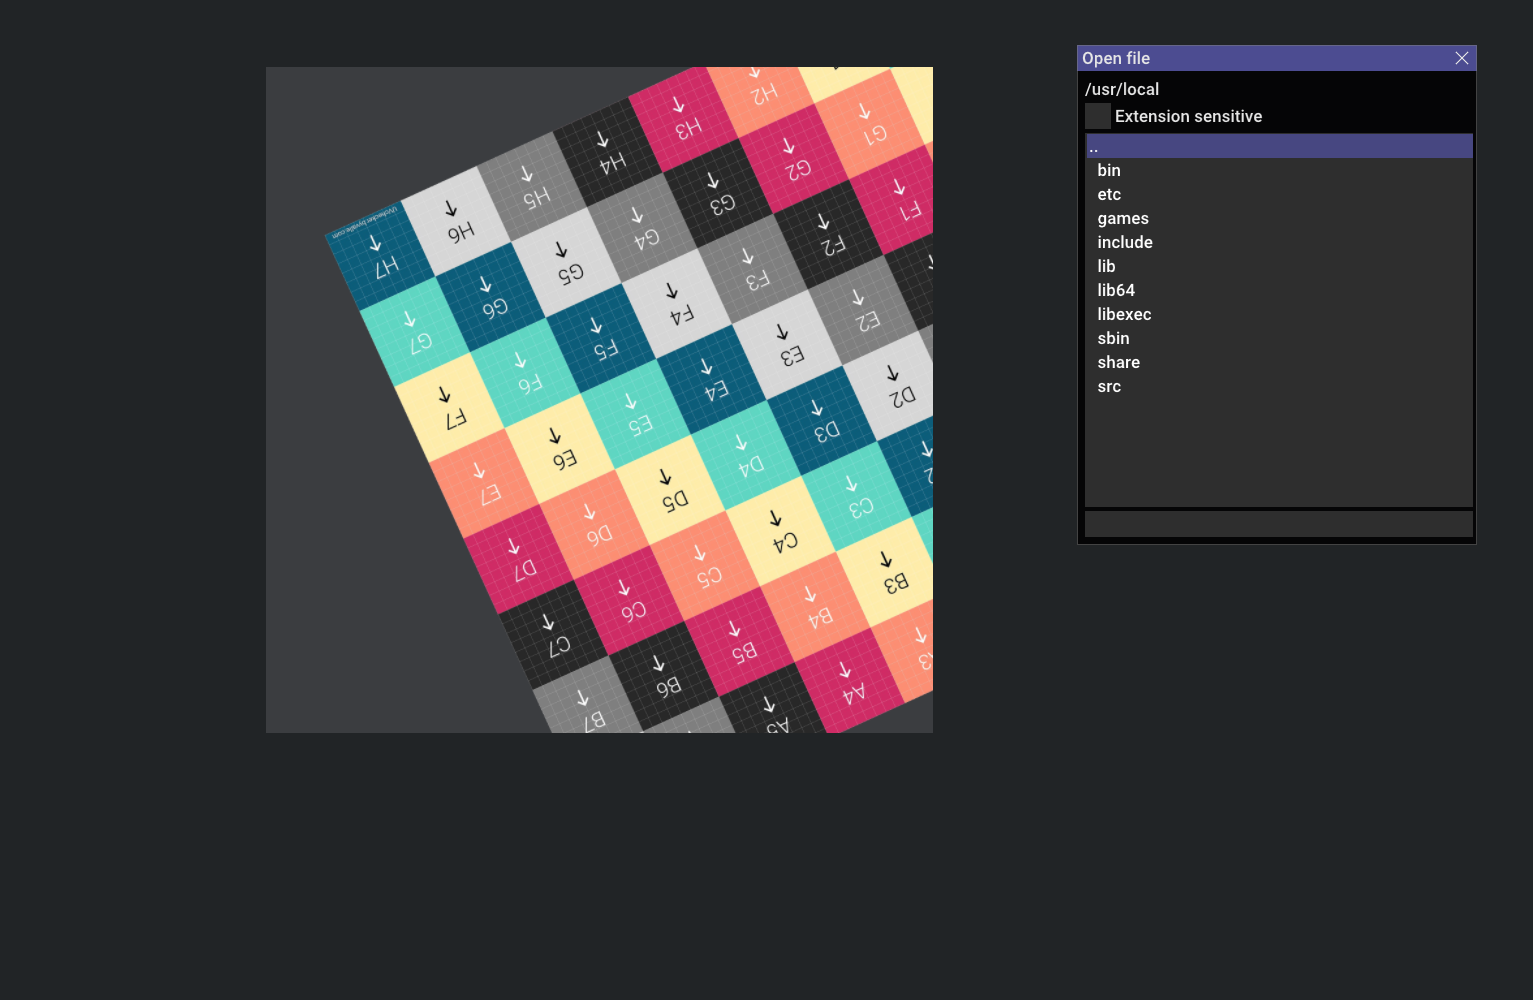 Open file
/usr/local
Extension sensitive
..
bin
etc
games
include
lib
lib64
libexec
sbin
share
src
H2
H3
G1
H4
G2
H5
G3
F1
H6
G4
F2
H7
G5
F3
G6
F4
E2
G7
F5
E3
F6
E4
D2
F7
E5
D3
E6
D4
E7
D5
C3
D6
C4
D7
C5
B3
C6
B4
C7
B5
B6
A4
B7
A5